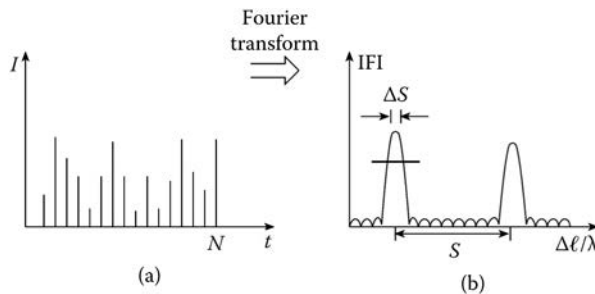 Fourier
transform
I
N
t
(a)
IFI
ΔS
S
Δℓ/λ
(b)